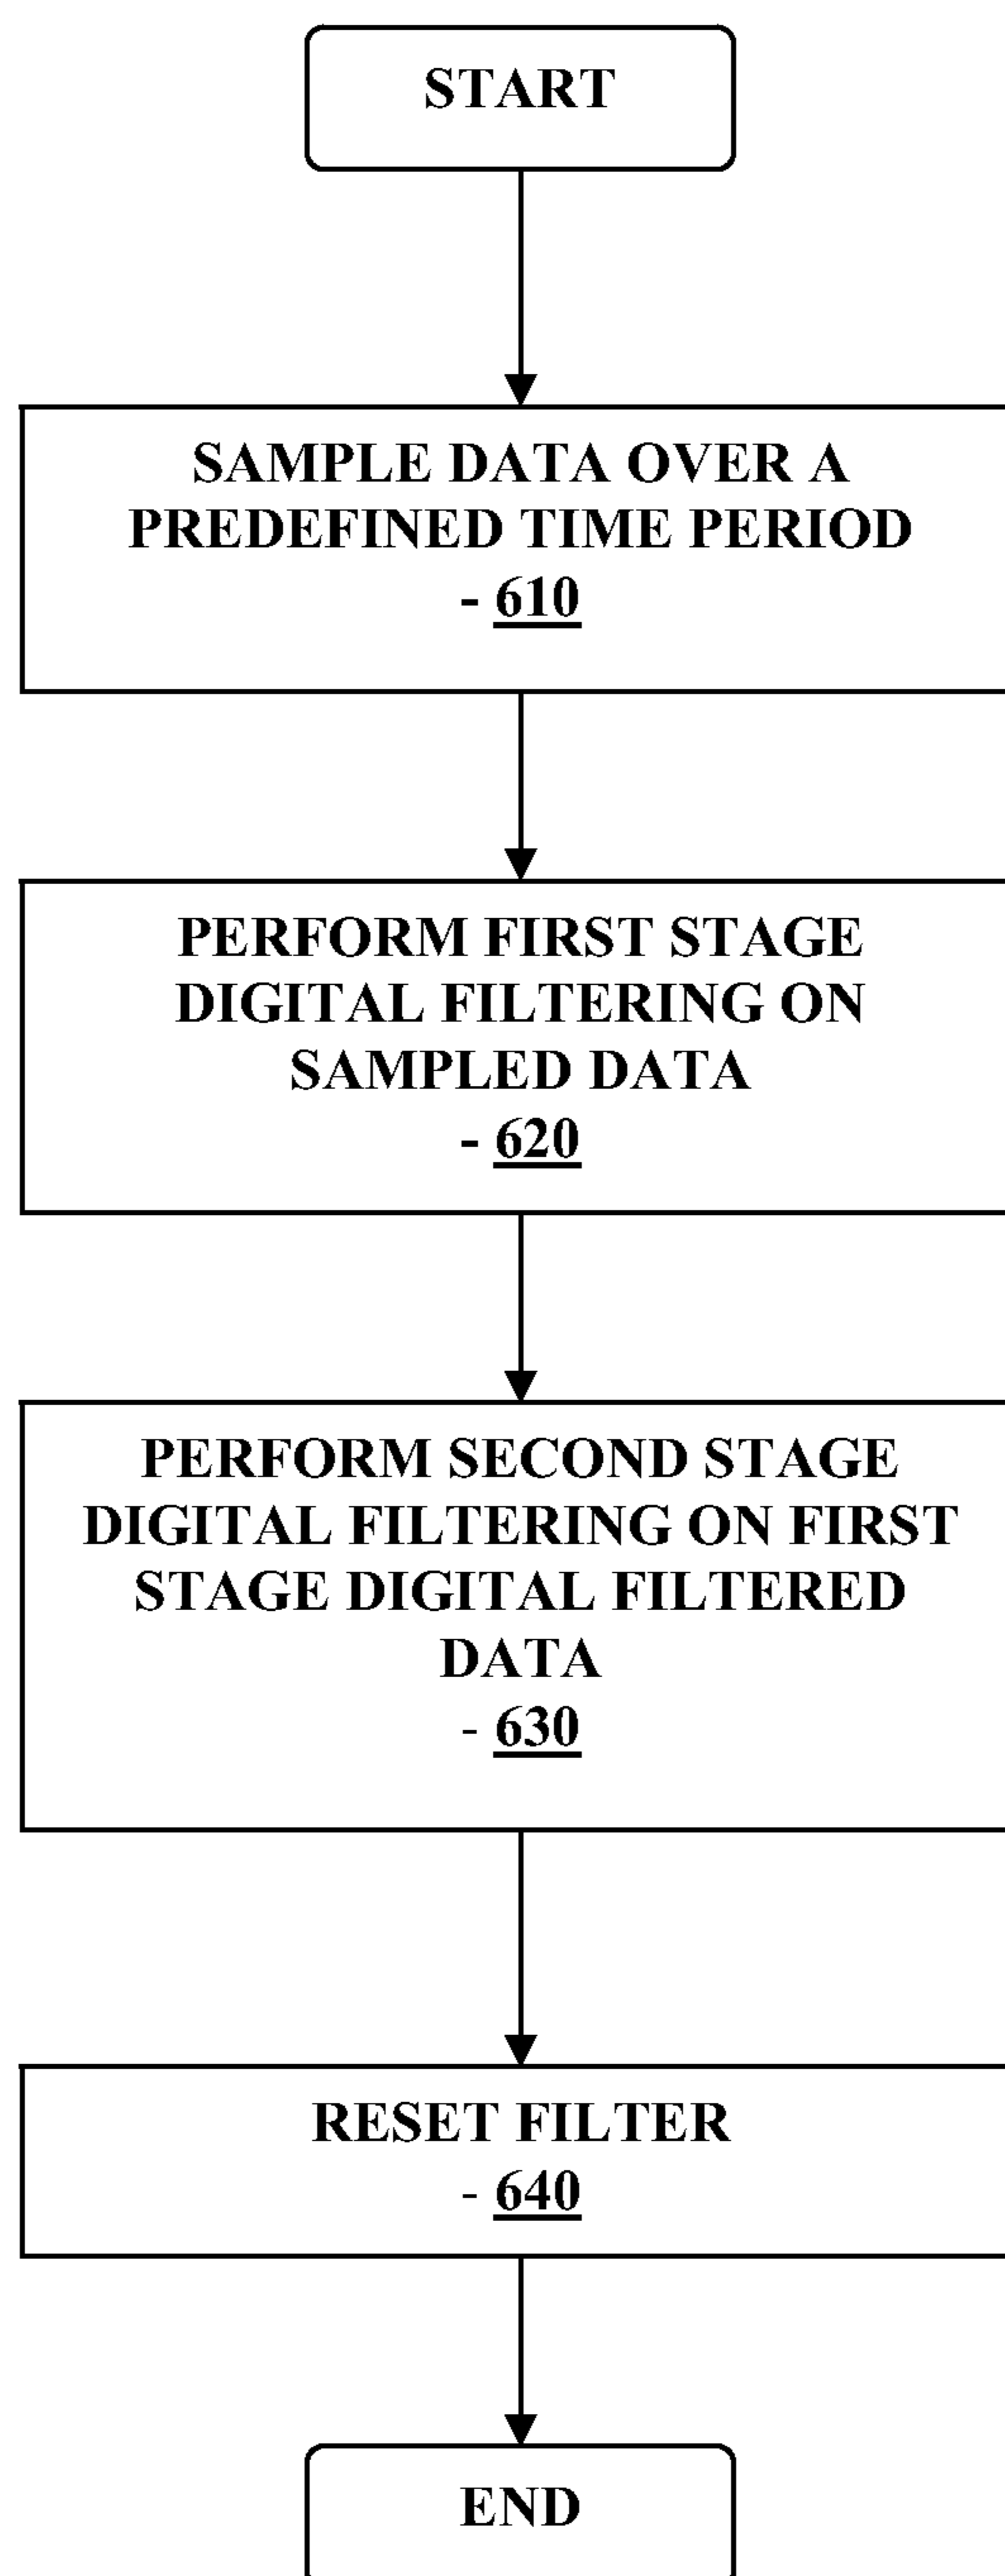 START
SAMPLE DATA OVER A
PREDEFINED TIME PERIOD
- 610
PERFORM FIRST STAGE
DIGITAL FILTERING ON
SAMPLED DATA
- 620
PERFORM SECOND STAGE
DIGITAL FILTERING ON FIRST
STAGE DIGITAL FILTERED
DATA
- 630
RESET FILTER
- 640
END